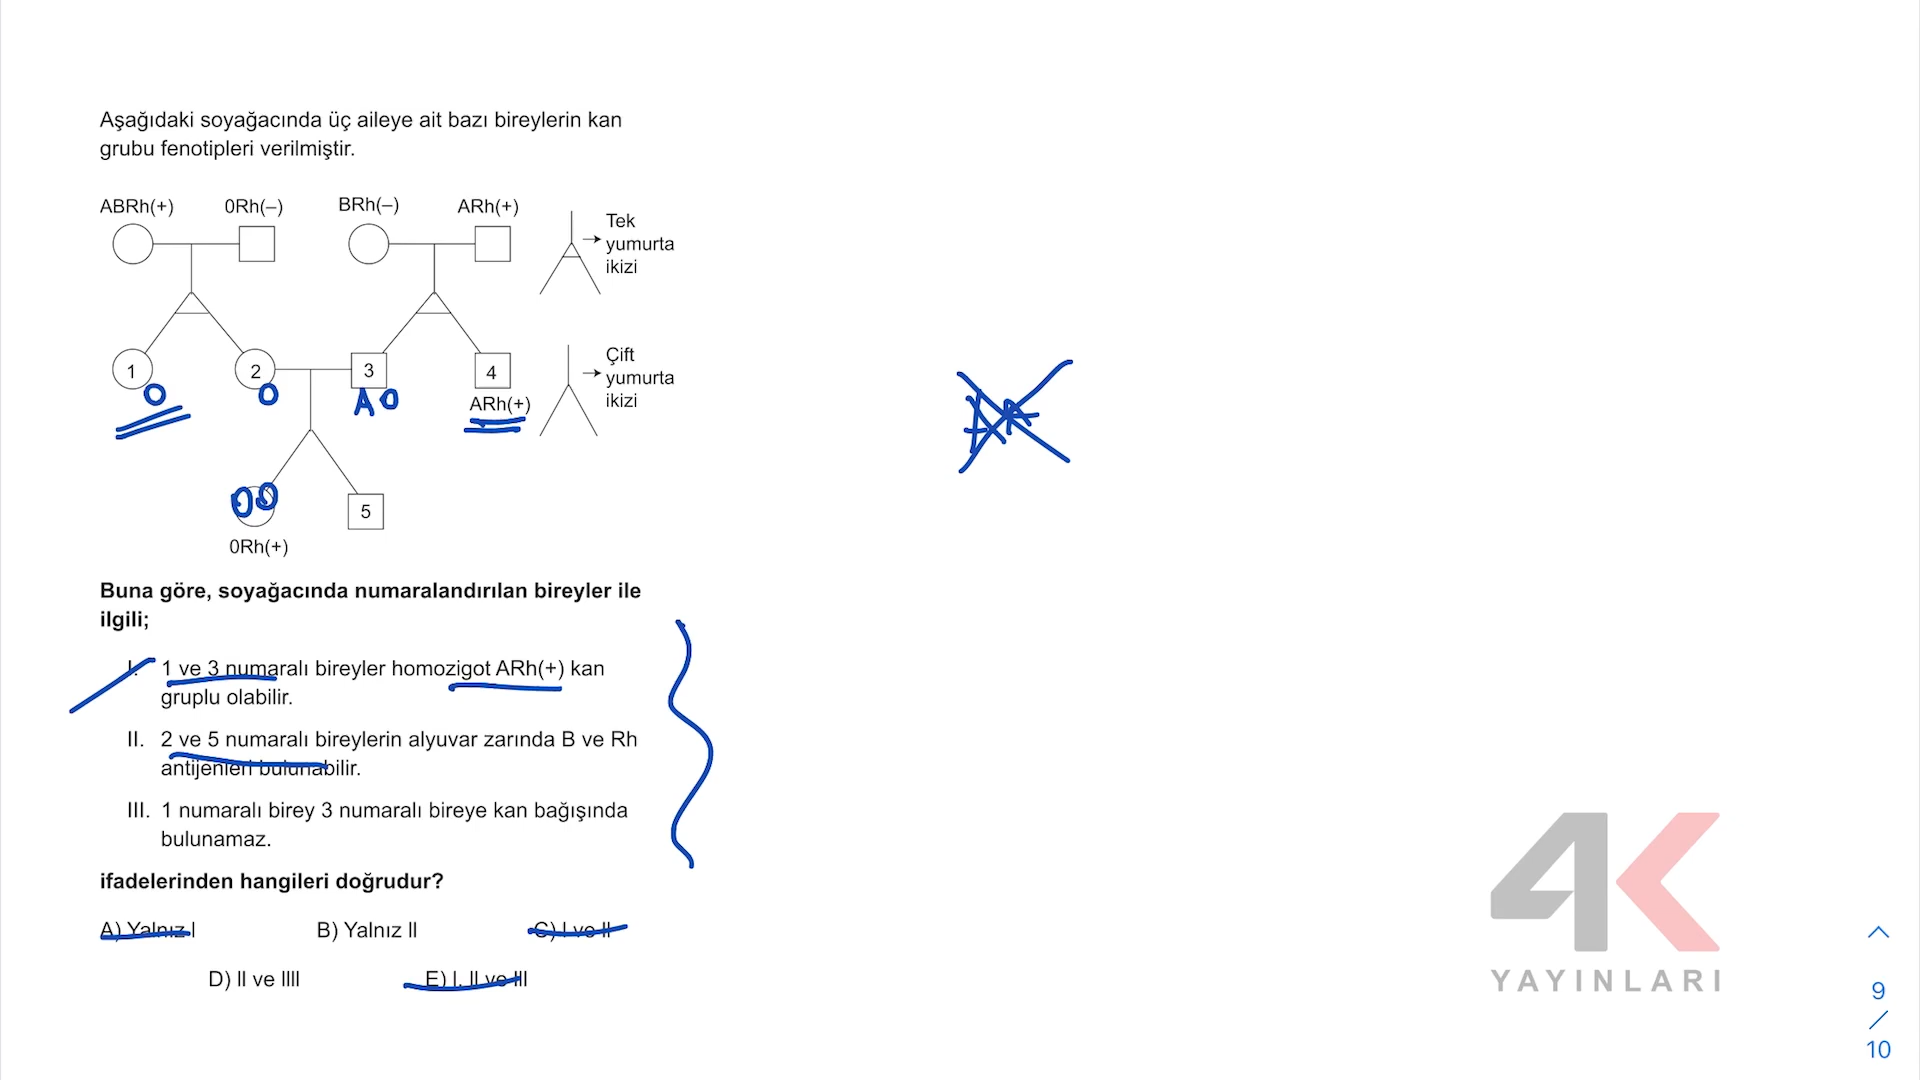 Aşağıdaki soyağacında üç aileye ait bazı bireylerin kan
grubu fenotipleri verilmiştir.
ABRh(+) 0Rh(–) BRh(–) ARh(+)
Tek
yumurta
ikizi
Çift
yumurta
ikizi
1 2 3 4
O O AO ARh(+)
OO 5
0Rh(+)
Buna göre, soyağacında numaralandırılan bireyler ile
ilgili;
I. 1 ve 3 numaralı bireyler homozigot ARh(+) kan
gruplu olabilir.
II. 2 ve 5 numaralı bireylerin alyuvar zarında B ve Rh
antijenleri bulunabilir.
III. 1 numaralı birey 3 numaralı bireye kan bağışında
bulunamaz.
ifadelerinden hangileri doğrudur?
A) Yalnız I B) Yalnız II C) I ve II
D) II ve IIII E) I, II ve III
4K
YAYINLARI
9
/
10